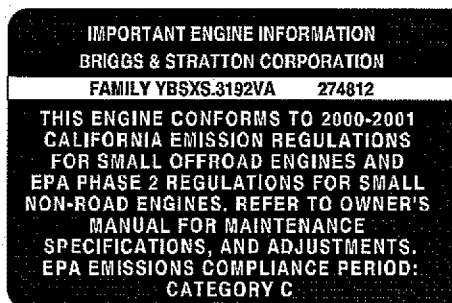 IMPORTANT ENGINE INFORMATION
BRIGGS & STRATTON CORPORATION
FAMILY YBSXS.3192VA 274812
THIS ENGINE CONFORMS TO 2000-2001
CALIFORNIA EMISSION REGULATIONS
FOR SMALL OFFROAD ENGINES AND
EPA PHASE 2 REGULATIONS FOR SMALL
NON-ROAD ENGINES. REFER TO OWNER'S
MANUAL FOR MAINTENANCE
SPECIFICATIONS, AND ADJUSTMENTS.
EPA EMISSIONS COMPLIANCE PERIOD:
CATEGORY C